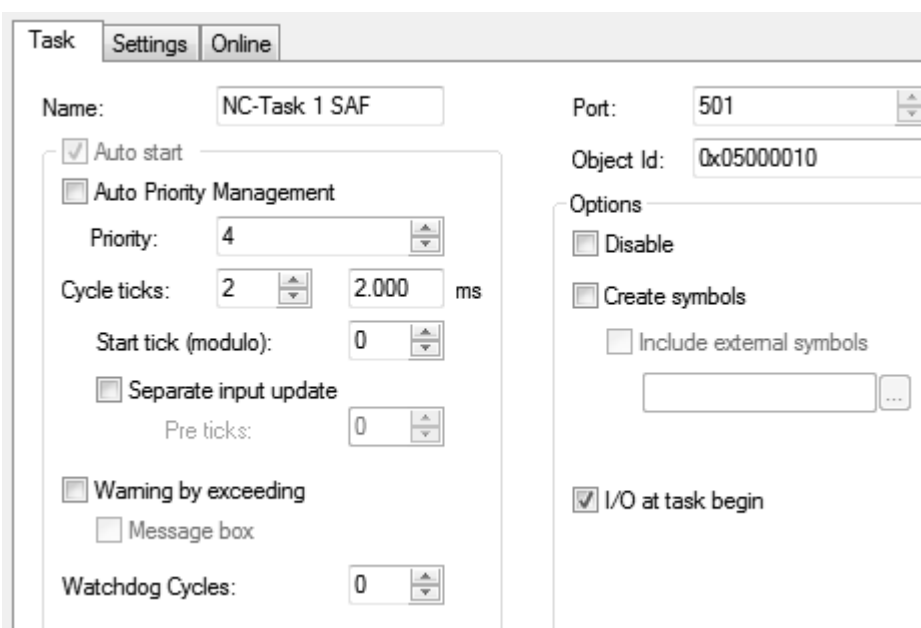 Task Settings Online
Name: NC-Task 1 SAF
Auto start
Auto Priority Management
Priority: 4
Cycle ticks: 2 2.000 ms
Start tick (modulo): 0
Separate input update
Pre ticks: 0
Warning by exceeding
Message box
Watchdog Cycles: 0
Port: 501
Object Id: 0x05000010
Options
Disable
Create symbols
Include external symbols
...
I/O at task begin